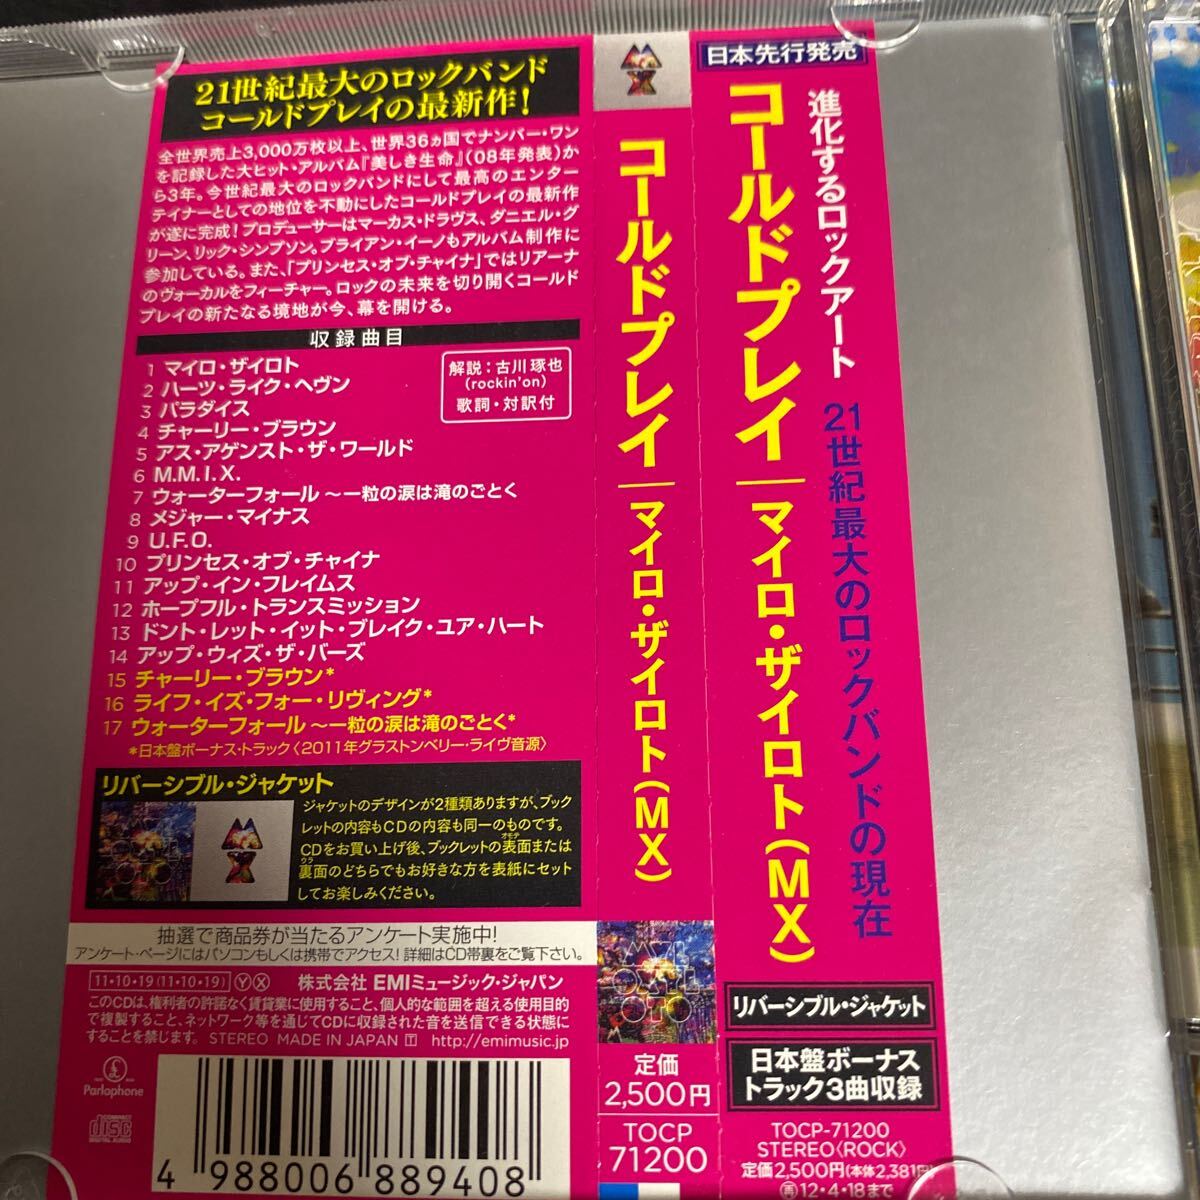 21世紀最大のロックバンド
コールドプレイの最新作!
全世界売上3,000万枚以上、世界36ヵ国でナンバー・ワン
を記録した大ヒット・アルバム『美しき生命』(08年発表)か
ら3年。今世紀最大のロックバンドにして最高のエンター
テイナーとしての地位を不動にしたコールドプレイの最新作
が遂に完成!プロデューサーはマーカス・ドラヴス、ダニエル・グ
リーン、リック・シンプソン。ブライアン・イーノもアルバム制作に
参加している。また、「プリンセス・オブ・チャイナ」ではリアーナ
のヴォーカルをフィーチャー。ロックの未来を切り開くコールド
プレイの新たなる境地が今、幕を開ける。
収録曲目
1 マイロ・ザイロト
2 ハーツ・ライク・ヘヴン
3 パラダイス
4 チャーリー・ブラウン
5 アス・アゲンスト・ザ・ワールド
6 M.M.I.X.
7 ウォーターフォール ～一粒の涙は滝のごとく
8 メジャー・マイナス
9 U.F.O.
10 プリンセス・オブ・チャイナ
11 アップ・イン・フレイムス
12 ホープフル・トランスミッション
13 ドント・レット・イット・ブレイク・ユア・ハート
14 アップ・ウィズ・ザ・バーズ
15 チャーリー・ブラウン*
16 ライフ・イズ・フォー・リヴィング*
17 ウォーターフォール ～一粒の涙は滝のごとく*
*日本盤ボーナス・トラック〈2011年グラストンベリー・ライヴ音源〉
解説:古川琢也
(rockin'on)
歌詞・対訳付
リバーシブル・ジャケット
ジャケットのデザインが2種類ありますが、ブック
レットの内容もCDの内容も同一のものです。
CDをお買い上げ後、ブックレットの表面(オモテ)または
裏(ウラ)面のどちらでもお好きな方を表紙にセット
してお楽しみください。
抽選で商品券が当たるアンケート実施中!
アンケート・ページにはパソコンもしくは携帯でアクセス!詳細はCD帯裏をご覧下さい。
11・10・19(11・10・19) Ⓨ Ⓧ 株式会社 EMIミュージック・ジャパン
このCDは、権利者の許諾なく賃貸業に使用すること、個人的な範囲を超える使用目的
で複製すること、ネットワーク等を通じてCDに収録された音を送信できる状態に
することを禁じます。 STEREO MADE IN JAPAN T http://emimusic.jp
Parlophone
COMPACT
disc
DIGITAL AUDIO
4 988006 889408
コールドプレイ｜マイロ・ザイロト(MX)
MYL
OXYL
OTO
定価
2,500円
TOCP
71200
日本先行発売
進化するロックアート 21世紀最大のロックバンドの現在
コールドプレイ｜マイロ・ザイロト(MX)
リバーシブル・ジャケット
日本盤ボーナス
トラック3曲収録
TOCP-71200
STEREO〈ROCK〉
定価2,500円(本体2,381円)
再12・4・18まで